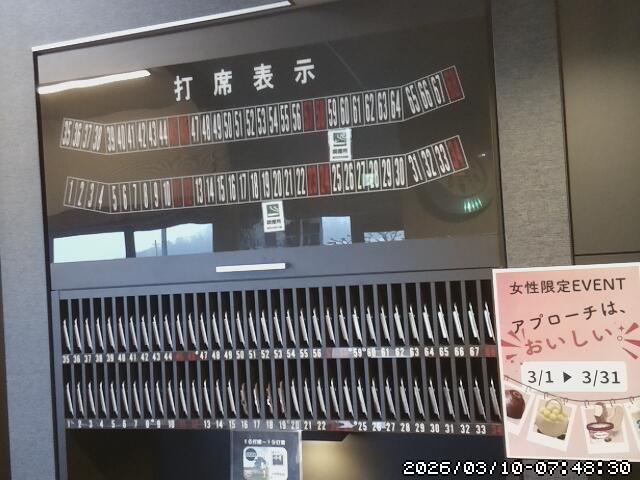 打席表示
35 36 37 38 39 40 41 42 43 44 47 48 49 50 51 52 53 54 55 56 59 60 61 62 63 64 65 66 67
1 2 3 4 5 6 7 8 9 10 13 14 15 16 17 18 19 20 21 22 25 26 27 28 29 30 31 32 33
女性限定EVENT
アプローチは、
おいしい。
3/1 ▶ 3/31
35 36 37 38 39 40 41 42 43 44 47 48 49 50 51 52 53 54 55 56 59 60 61 62 63 64 65 66 67
1 2 3 4 5 6 7 8 9 10 13 14 15 16 17 18 19 20 21 22 25 26 27 28 29 30 31 32 33
2026/03/10-07:48:30